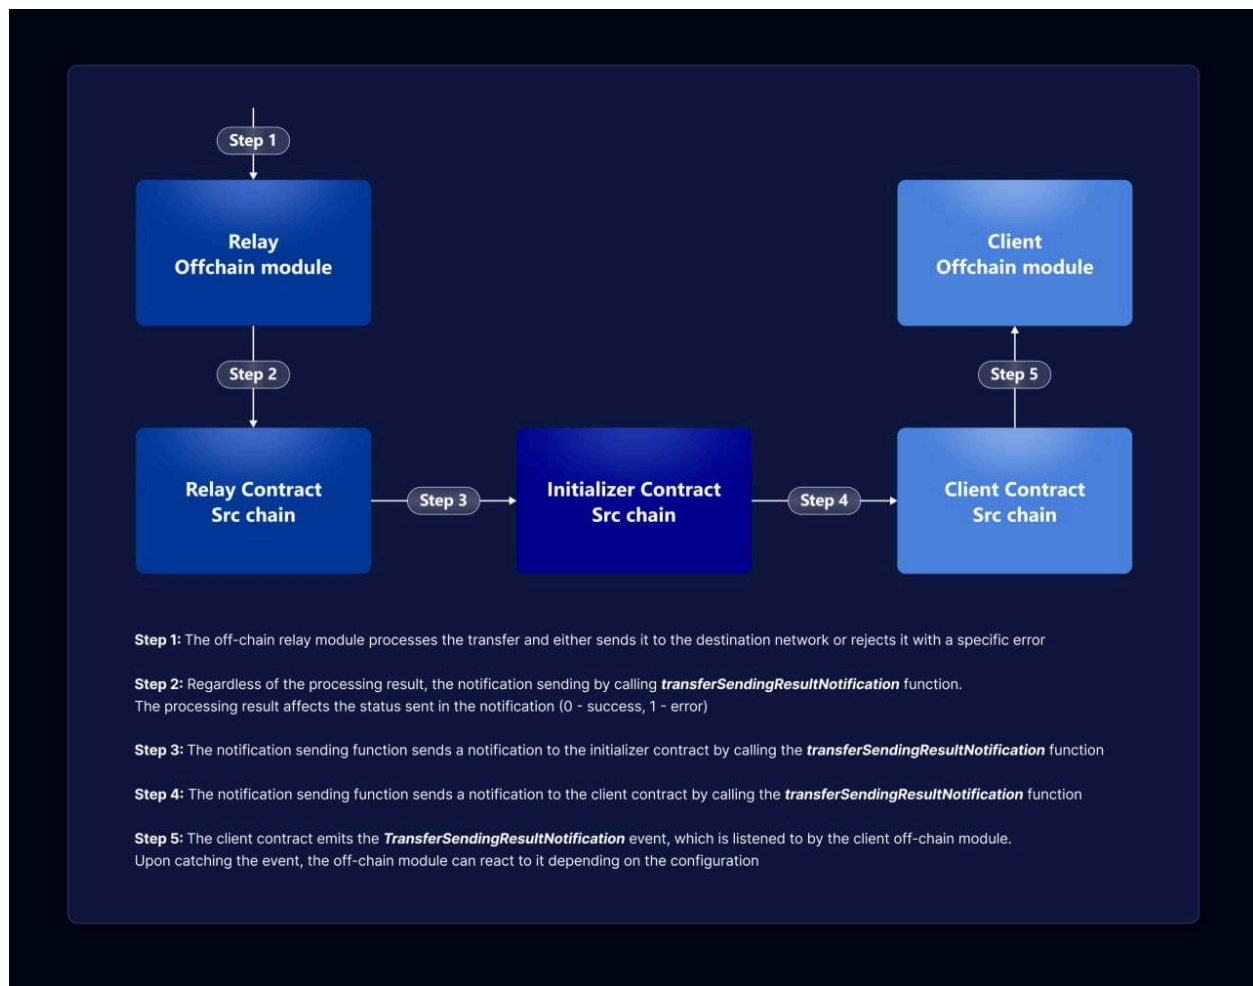 Step 1
Relay
Offchain module
Client
Offchain module
Step 2
Step 5
Relay Contract
Src chain
Step 3
Initializer Contract
Src chain
Step 4
Client Contract
Src chain
Step 1: The off-chain relay module processes the transfer and either sends it to the destination network or rejects it with a specific error
Step 2: Regardless of the processing result, the notification sending by calling transferSendingResultNotification function.
The processing result affects the status sent in the notification (0 - success, 1 - error)
Step 3: The notification sending function sends a notification to the initializer contract by calling the transferSendingResultNotification function
Step 4: The notification sending function sends a notification to the client contract by calling the transferSendingResultNotification function
Step 5: The client contract emits the TransferSendingResultNotification event, which is listened to by the client off-chain module.
Upon catching the event, the off-chain module can react to it depending on the configuration